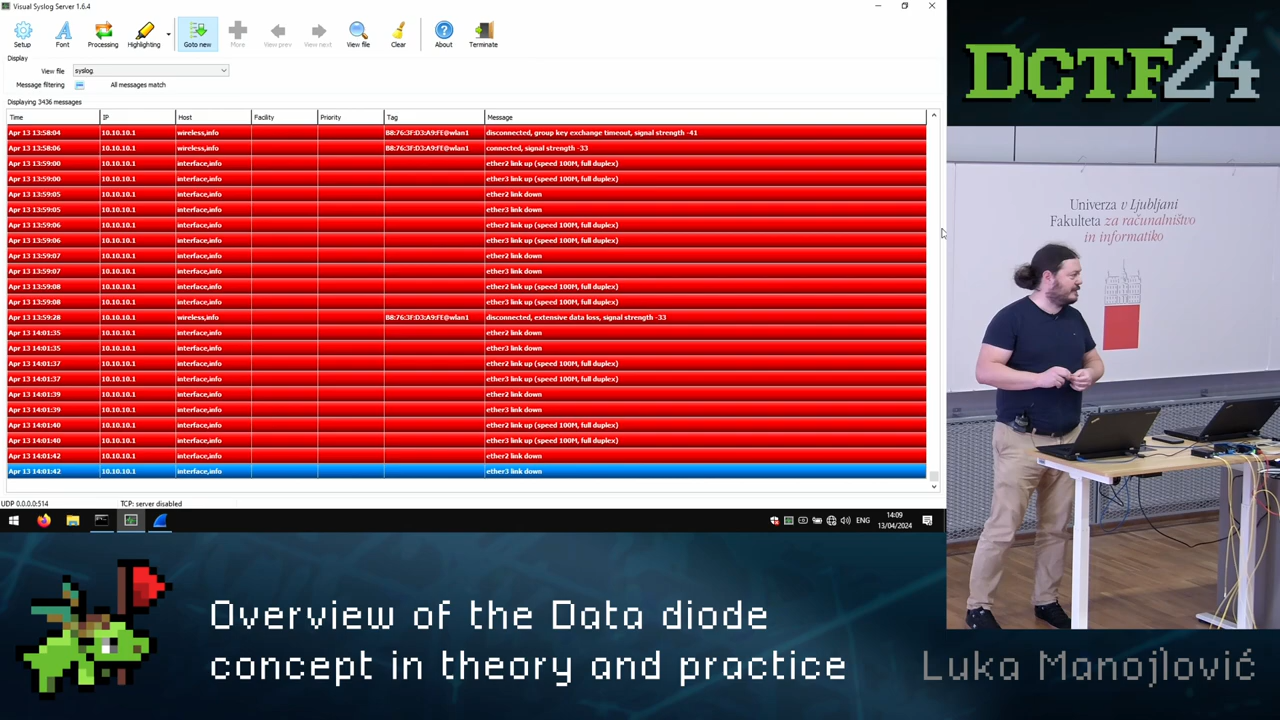 Visual Syslog Server 1.6.4
Setup Font Processing Highlighting Goto new More View prev View next View file Clear About Terminate
Display
View file syslog
Message filtering All messages match
Displaying 3436 messages
Time IP Host Facility Priority Tag Message
Apr 13 13:58:04 10.10.10.1 wireless,info B8:76:3F:D3:A9:FE@wlan1 disconnected, group key exchange timeout, signal strength -41
Apr 13 13:58:06 10.10.10.1 wireless,info B8:76:3F:D3:A9:FE@wlan1 connected, signal strength -33
Apr 13 13:59:00 10.10.10.1 interface,info ether2 link up (speed 100M, full duplex)
Apr 13 13:59:00 10.10.10.1 interface,info ether3 link up (speed 100M, full duplex)
Apr 13 13:59:05 10.10.10.1 interface,info ether2 link down
Apr 13 13:59:05 10.10.10.1 interface,info ether3 link down
Apr 13 13:59:06 10.10.10.1 interface,info ether2 link up (speed 100M, full duplex)
Apr 13 13:59:06 10.10.10.1 interface,info ether3 link up (speed 100M, full duplex)
Apr 13 13:59:07 10.10.10.1 interface,info ether2 link down
Apr 13 13:59:07 10.10.10.1 interface,info ether3 link down
Apr 13 13:59:08 10.10.10.1 interface,info ether2 link up (speed 100M, full duplex)
Apr 13 13:59:08 10.10.10.1 interface,info ether3 link up (speed 100M, full duplex)
Apr 13 13:59:28 10.10.10.1 wireless,info B8:76:3F:D3:A9:FE@wlan1 disconnected, extensive data loss, signal strength -33
Apr 13 14:01:35 10.10.10.1 interface,info ether2 link down
Apr 13 14:01:35 10.10.10.1 interface,info ether3 link down
Apr 13 14:01:37 10.10.10.1 interface,info ether2 link up (speed 100M, full duplex)
Apr 13 14:01:37 10.10.10.1 interface,info ether3 link up (speed 100M, full duplex)
Apr 13 14:01:39 10.10.10.1 interface,info ether2 link down
Apr 13 14:01:39 10.10.10.1 interface,info ether3 link down
Apr 13 14:01:40 10.10.10.1 interface,info ether2 link up (speed 100M, full duplex)
Apr 13 14:01:40 10.10.10.1 interface,info ether3 link up (speed 100M, full duplex)
Apr 13 14:01:42 10.10.10.1 interface,info ether2 link down
Apr 13 14:01:42 10.10.10.1 interface,info ether3 link down
UDP 0.0.0.0:514 TCP: server disabled
ENG 14:09
13/04/2024
DCTF24
Univerza v Ljubljani
Fakulteta za računalništvo
in informatiko
Overview of the Data diode
concept in theory and practice
Luka Manojlović